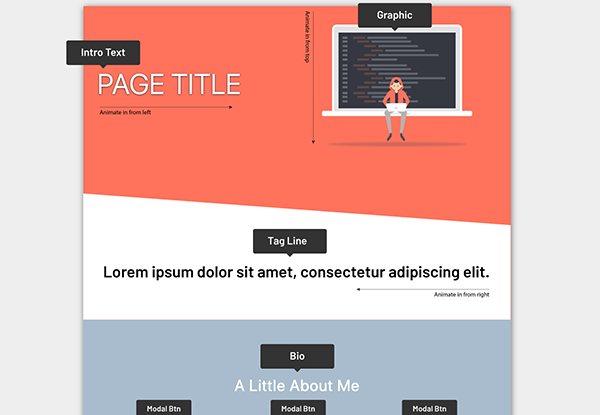 Graphic
Intro Text
Animate in from top
PAGE TITLE
Animate in from left
Tag Line
Lorem ipsum dolor sit amet, consectetur adipiscing elit.
Animate in from right
Bio
A Little About Me
Modal Btn
Modal Btn
Modal Btn